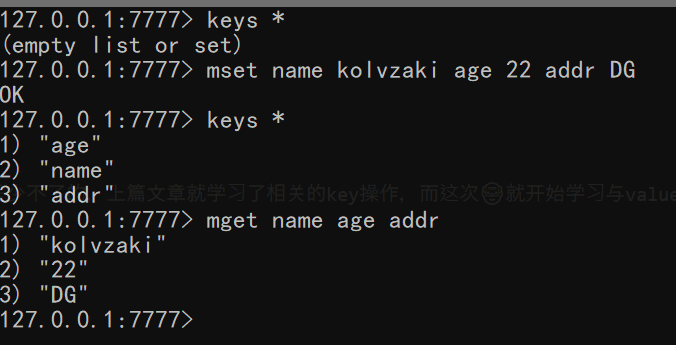 127.0.0.1:7777> keys *
(empty list or set)
127.0.0.1:7777> mset name kolvzaki age 22 addr DG
OK
127.0.0.1:7777> keys *
1) "age"
2) "name"
3) "addr"
上篇文章就学习了相关的key操作, 而这次😄就开始学习与value
127.0.0.1:7777> mget name age addr
1) "kolvzaki"
2) "22"
3) "DG"
127.0.0.1:7777>